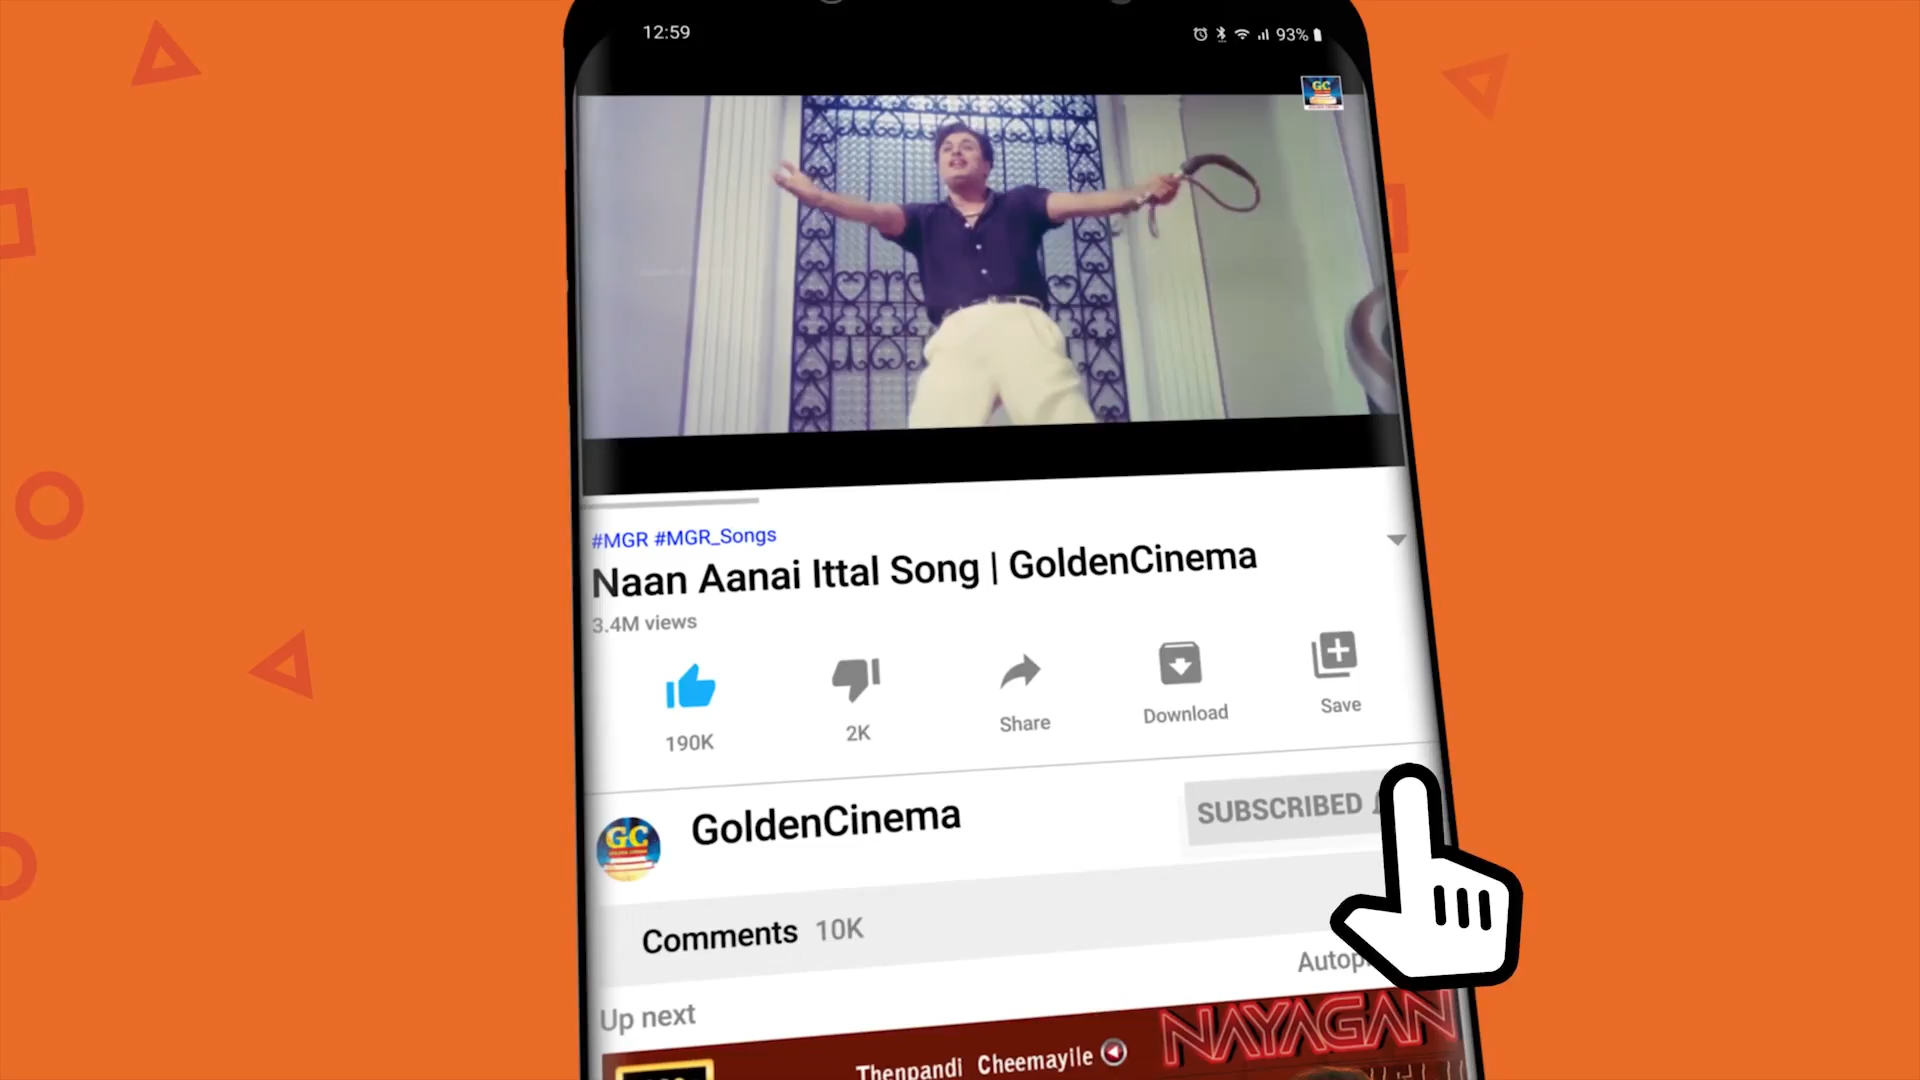 12:59
93%
GC
#MGR #MGR_Songs
Naan Aanai Ittal Song | GoldenCinema
3.4M views
190K
2K
Share
Download
Save
GC
GoldenCinema
SUBSCRIBED
Comments 10K
Up next
NAYAGAN
Thenpandi Cheemayile